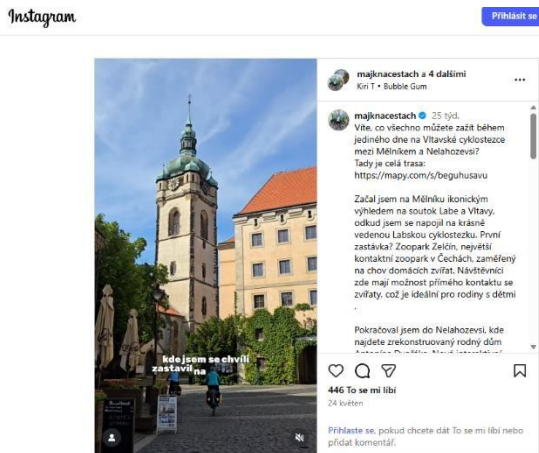 Instagram
Přihlásit se
majknacestach a 4 dalšími
Kiri T • Bubble Gum
majknacestach 25 týd.
Víte, co všechno můžete zažít během
jediného dne na Vltavské cyklostezce
mezi Mělníkem a Nelahozevsí?
Tady je celá trasa:
https://mapy.com/s/beguhusavu
Začal jsem na Mělníku ikonickým
výhledem na soutok Labe a Vltavy,
odkud jsem se napojil na krásně
vedenou Labskou cyklostezku. První
zastávka? Zoopark Zelčín, největší
kontaktní zoopark v Čechách, zaměřený
na chov domácích zvířat. Návštěvníci
zde mají možnost přímého kontaktu se
zvířaty, což je ideální pro rodiny s dětmi
.
Pokračoval jsem do Nelahozevsi, kde
najdete zrekonstruovaný rodný dům
kde jsem se chvíli
zastavil na
446 To se mi líbí
24 květen
Přihlaste se, pokud chcete dát To se mi líbí nebo
přidat komentář.